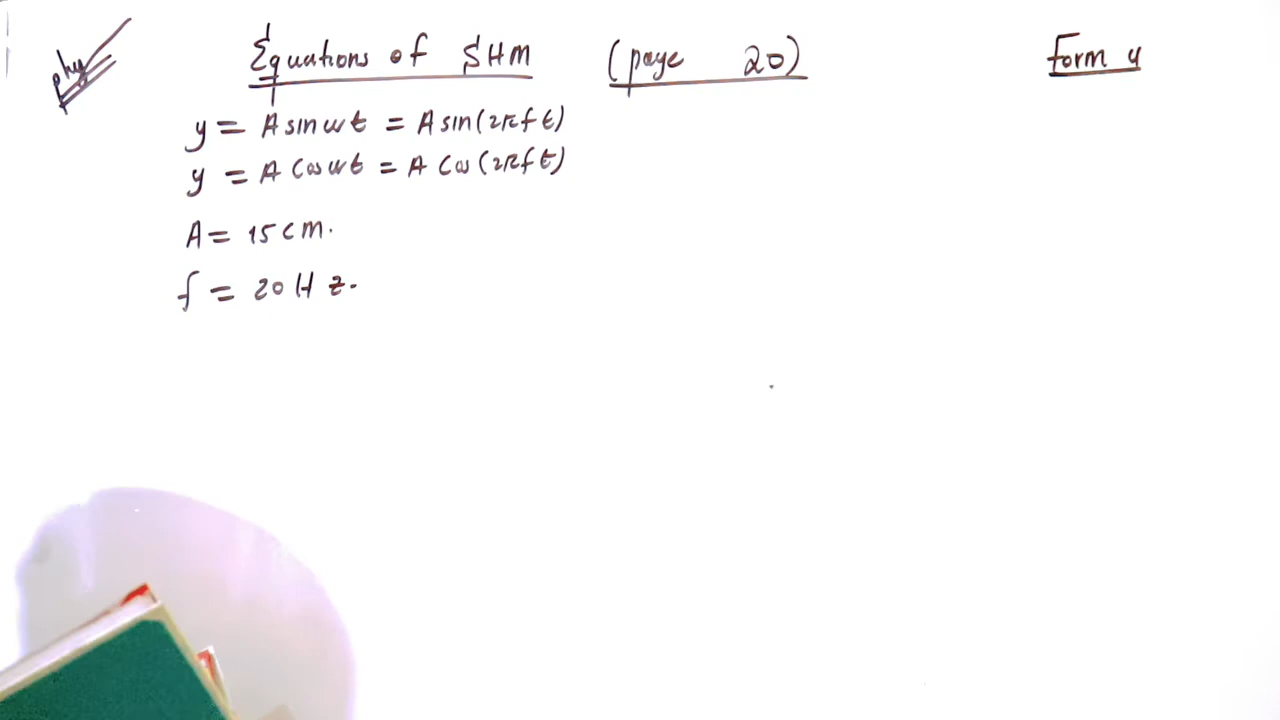 phy
Equations of SHM (page 20) Form 4
y = A sin ωt = A sin(2πft)
y = A Cos ωt = A Cos(2πft)
A = 15 cm.
f = 20 Hz.